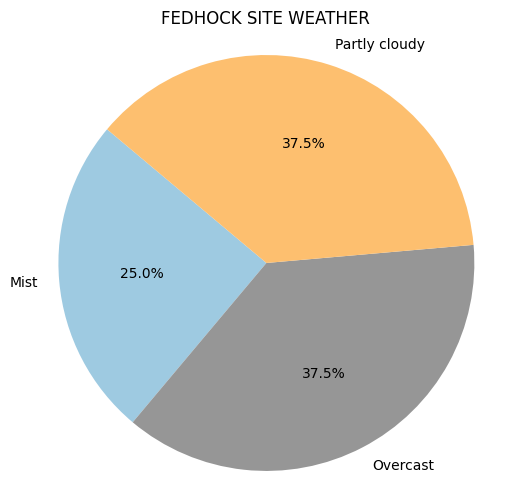 FEDHOCK SITE WEATHER
Partly cloudy
37.5%
Mist
25.0%
37.5%
Overcast